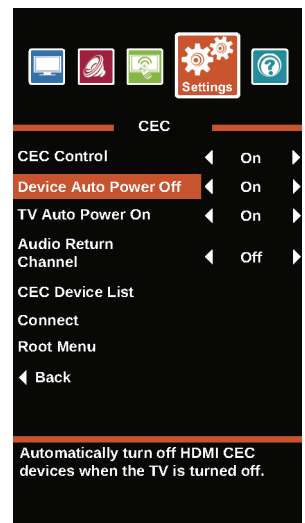 Settings
CEC
CEC Control On
Device Auto Power Off On
TV Auto Power On On
Audio Return
Channel Off
CEC Device List
Connect
Root Menu
Back
Automatically turn off HDMI CEC
devices when the TV is turned off.